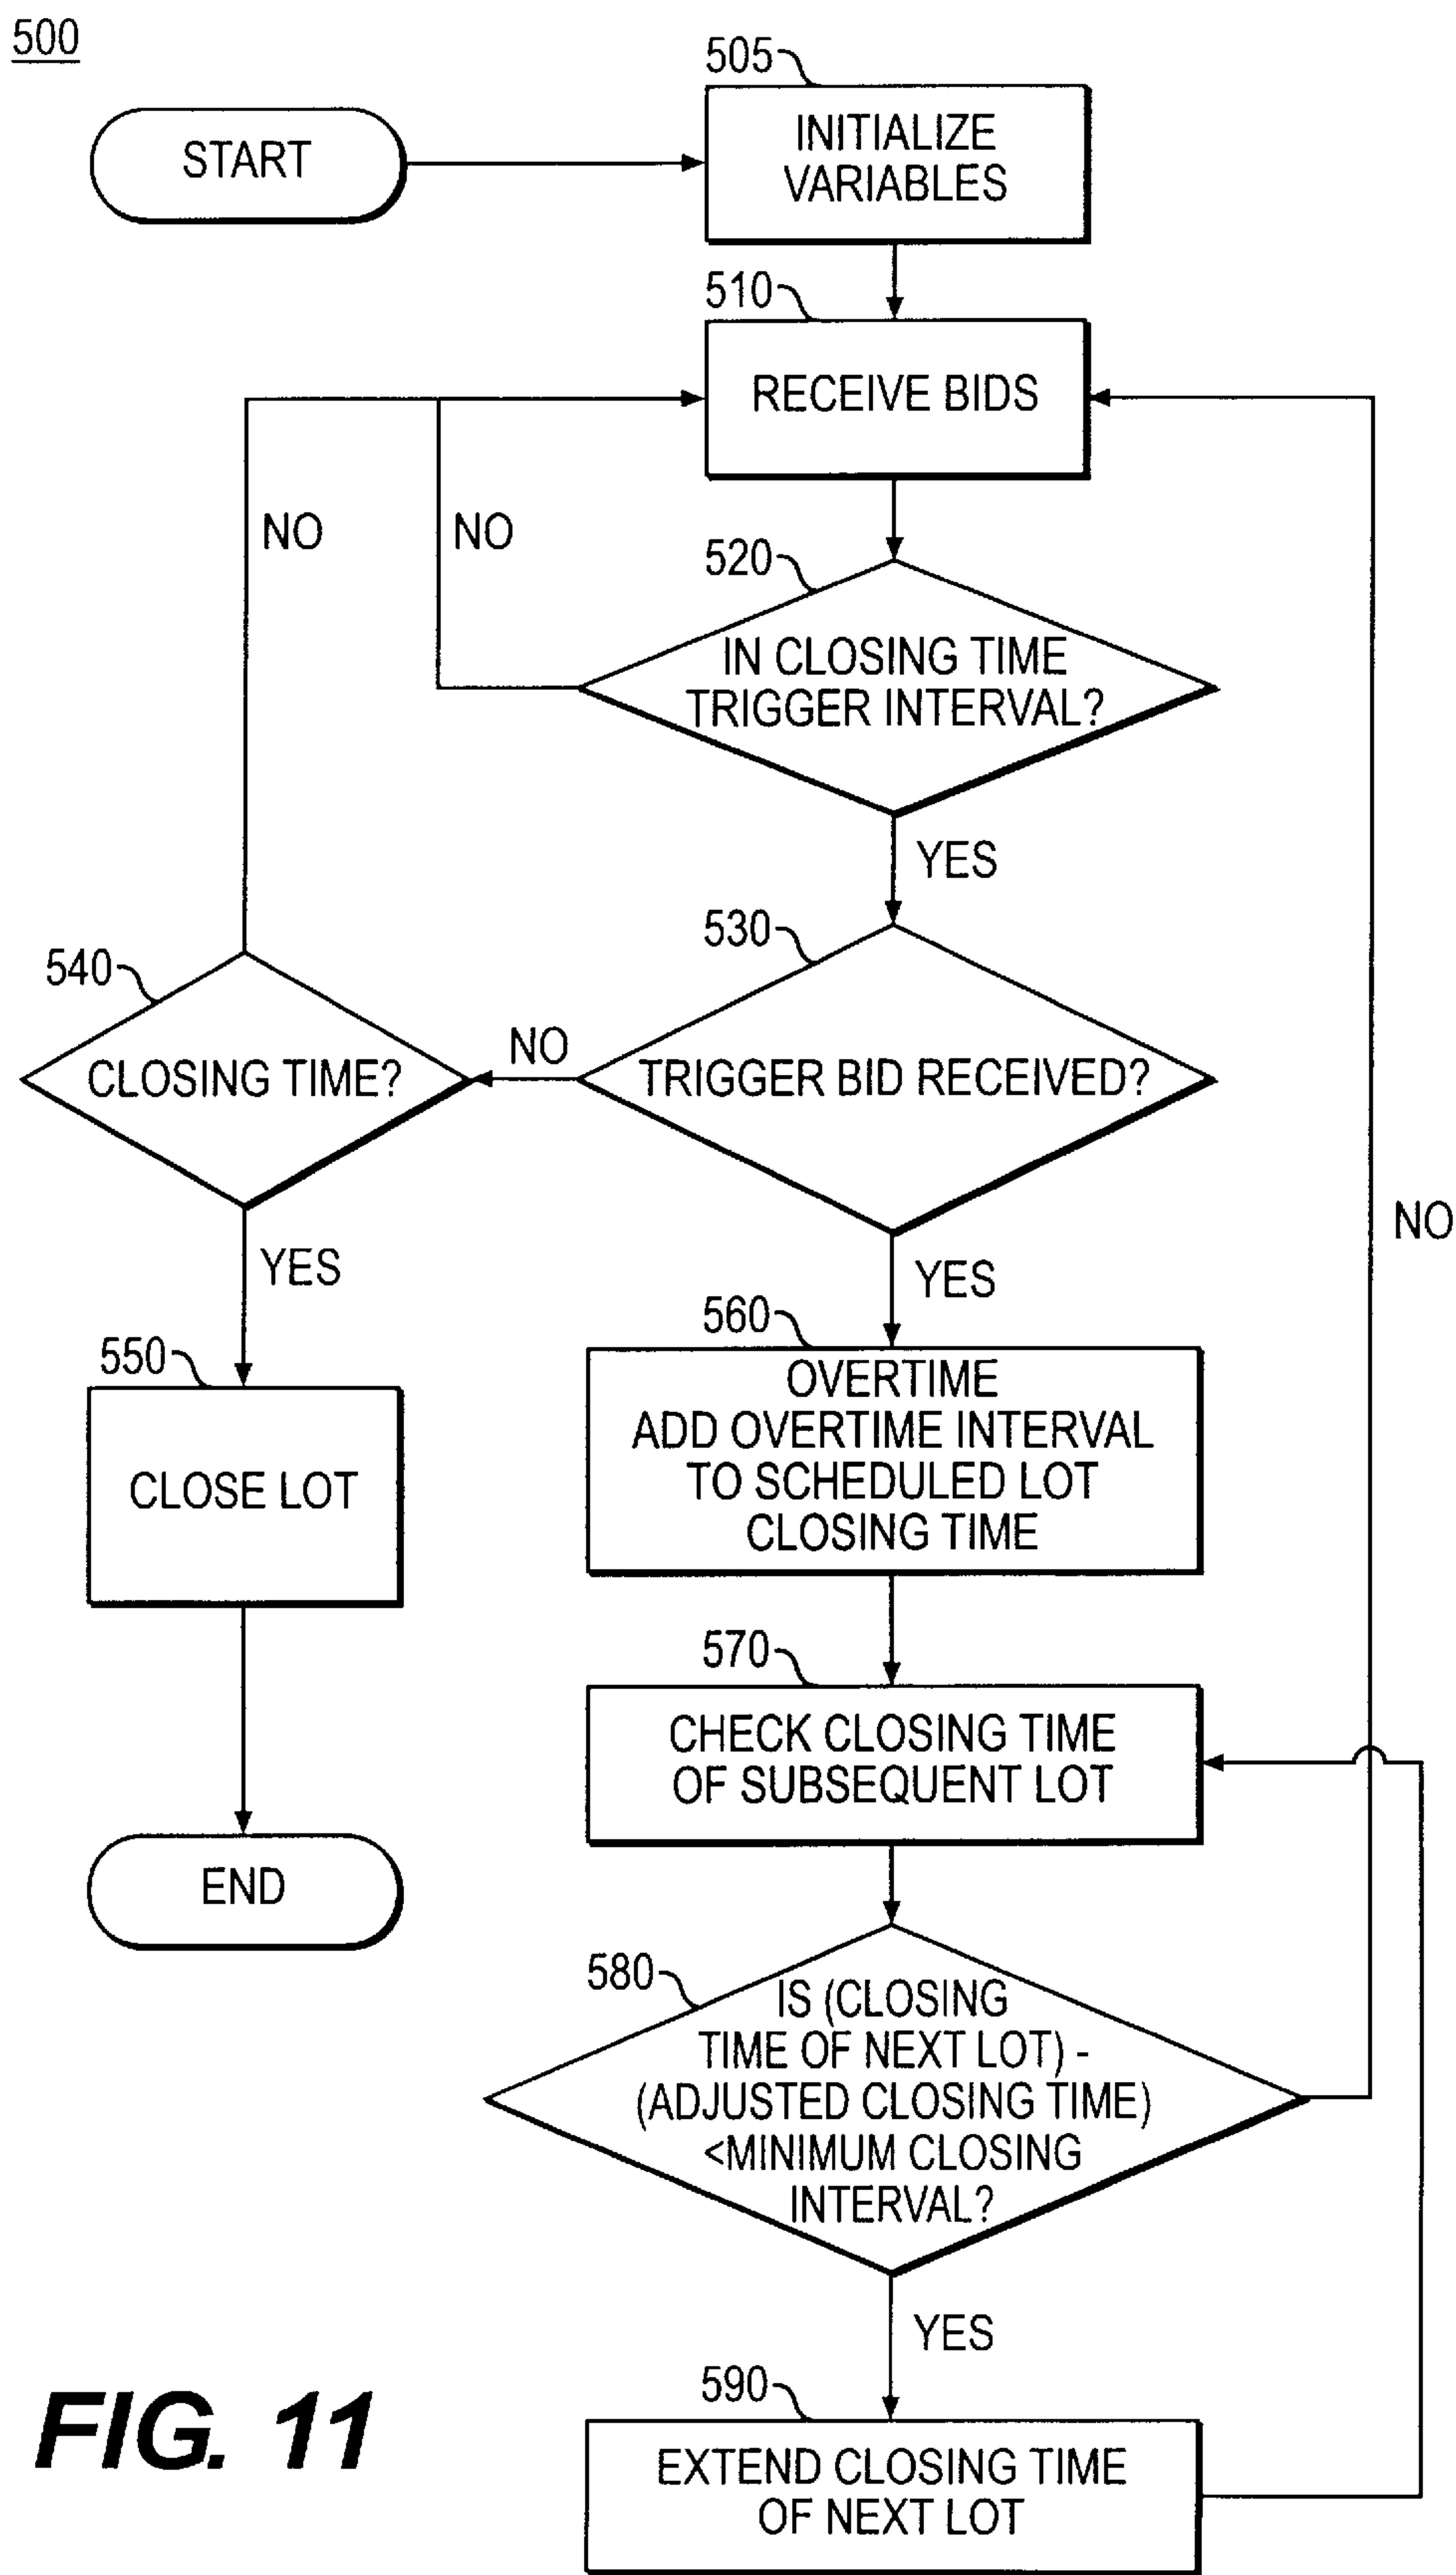 500
505
START
INITIALIZE
VARIABLES
510
RECEIVE BIDS
NO
NO
520
IN CLOSING TIME
TRIGGER INTERVAL?
YES
530
540
NO
CLOSING TIME?
TRIGGER BID RECEIVED?
NO
YES
YES
560
550
OVERTIME
ADD OVERTIME INTERVAL
TO SCHEDULED LOT
CLOSING TIME
CLOSE LOT
570
CHECK CLOSING TIME
OF SUBSEQUENT LOT
END
580
IS (CLOSING
TIME OF NEXT LOT) -
(ADJUSTED CLOSING TIME)
<MINIMUM CLOSING
INTERVAL?
YES
590
EXTEND CLOSING TIME
OF NEXT LOT
FIG. 11